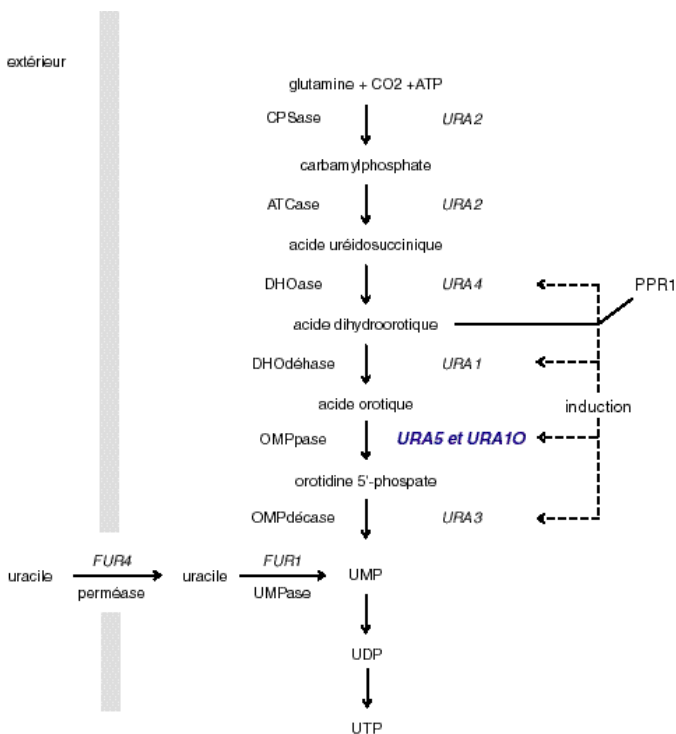 extérieur
glutamine + CO2 +ATP
CPSase URA2
carbamylphosphate
ATCase URA2
acide uréidosuccinique
DHOase URA4 PPR1
acide dihydroorotique
DHOdéhase URA1
acide orotique induction
OMPpase URA5 et URA1O
orotidine 5'-phospate
OMPdécase URA3
FUR4 FUR1
uracile uracile UMP
perméase UMPase
UDP
UTP